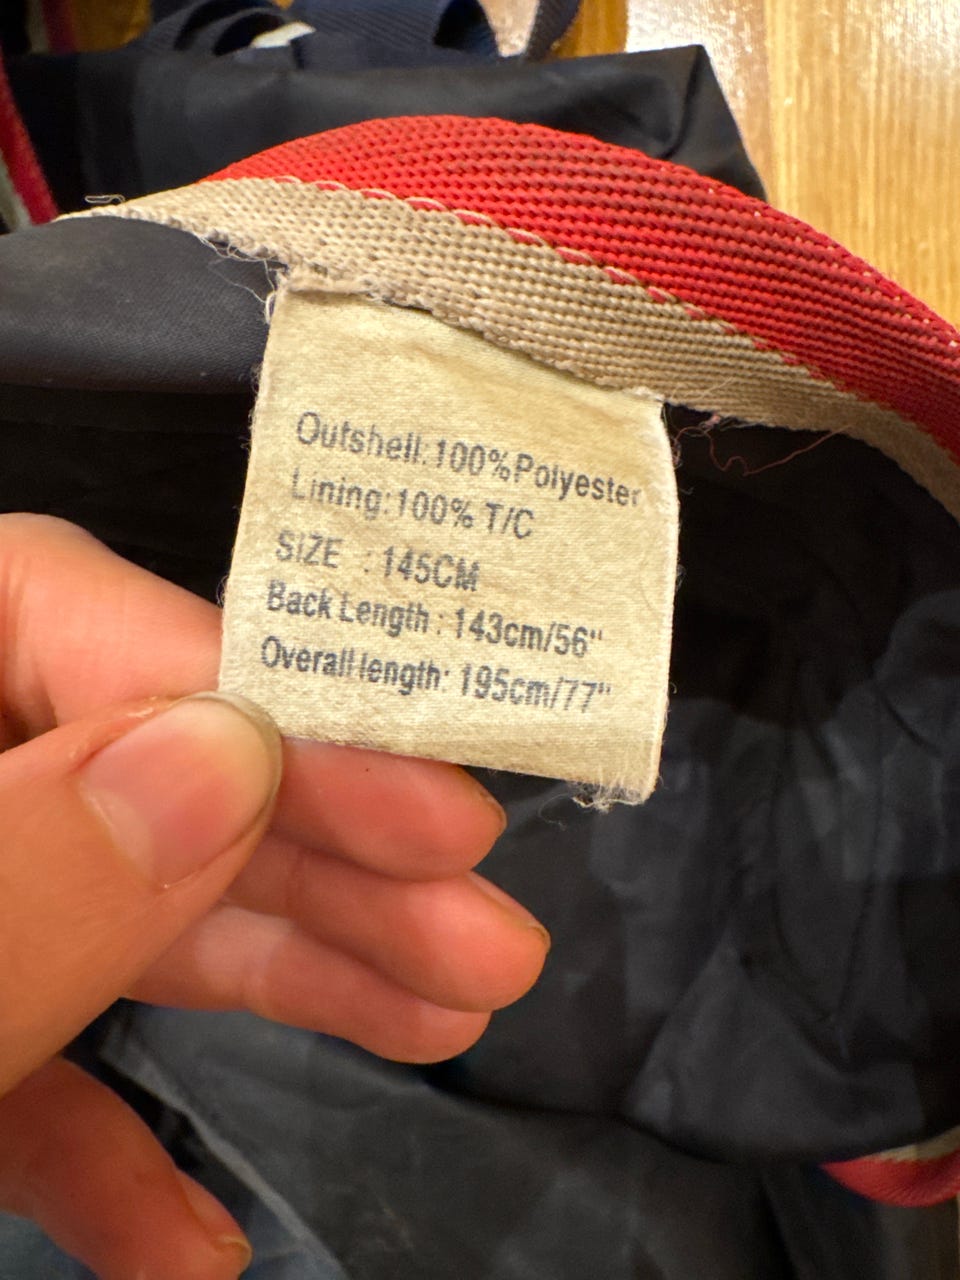 Outshell:100%Polyester
Lining:100% T/C
SIZE : 145CM
Back Length : 143cm/56"
Overall length: 195cm/77"